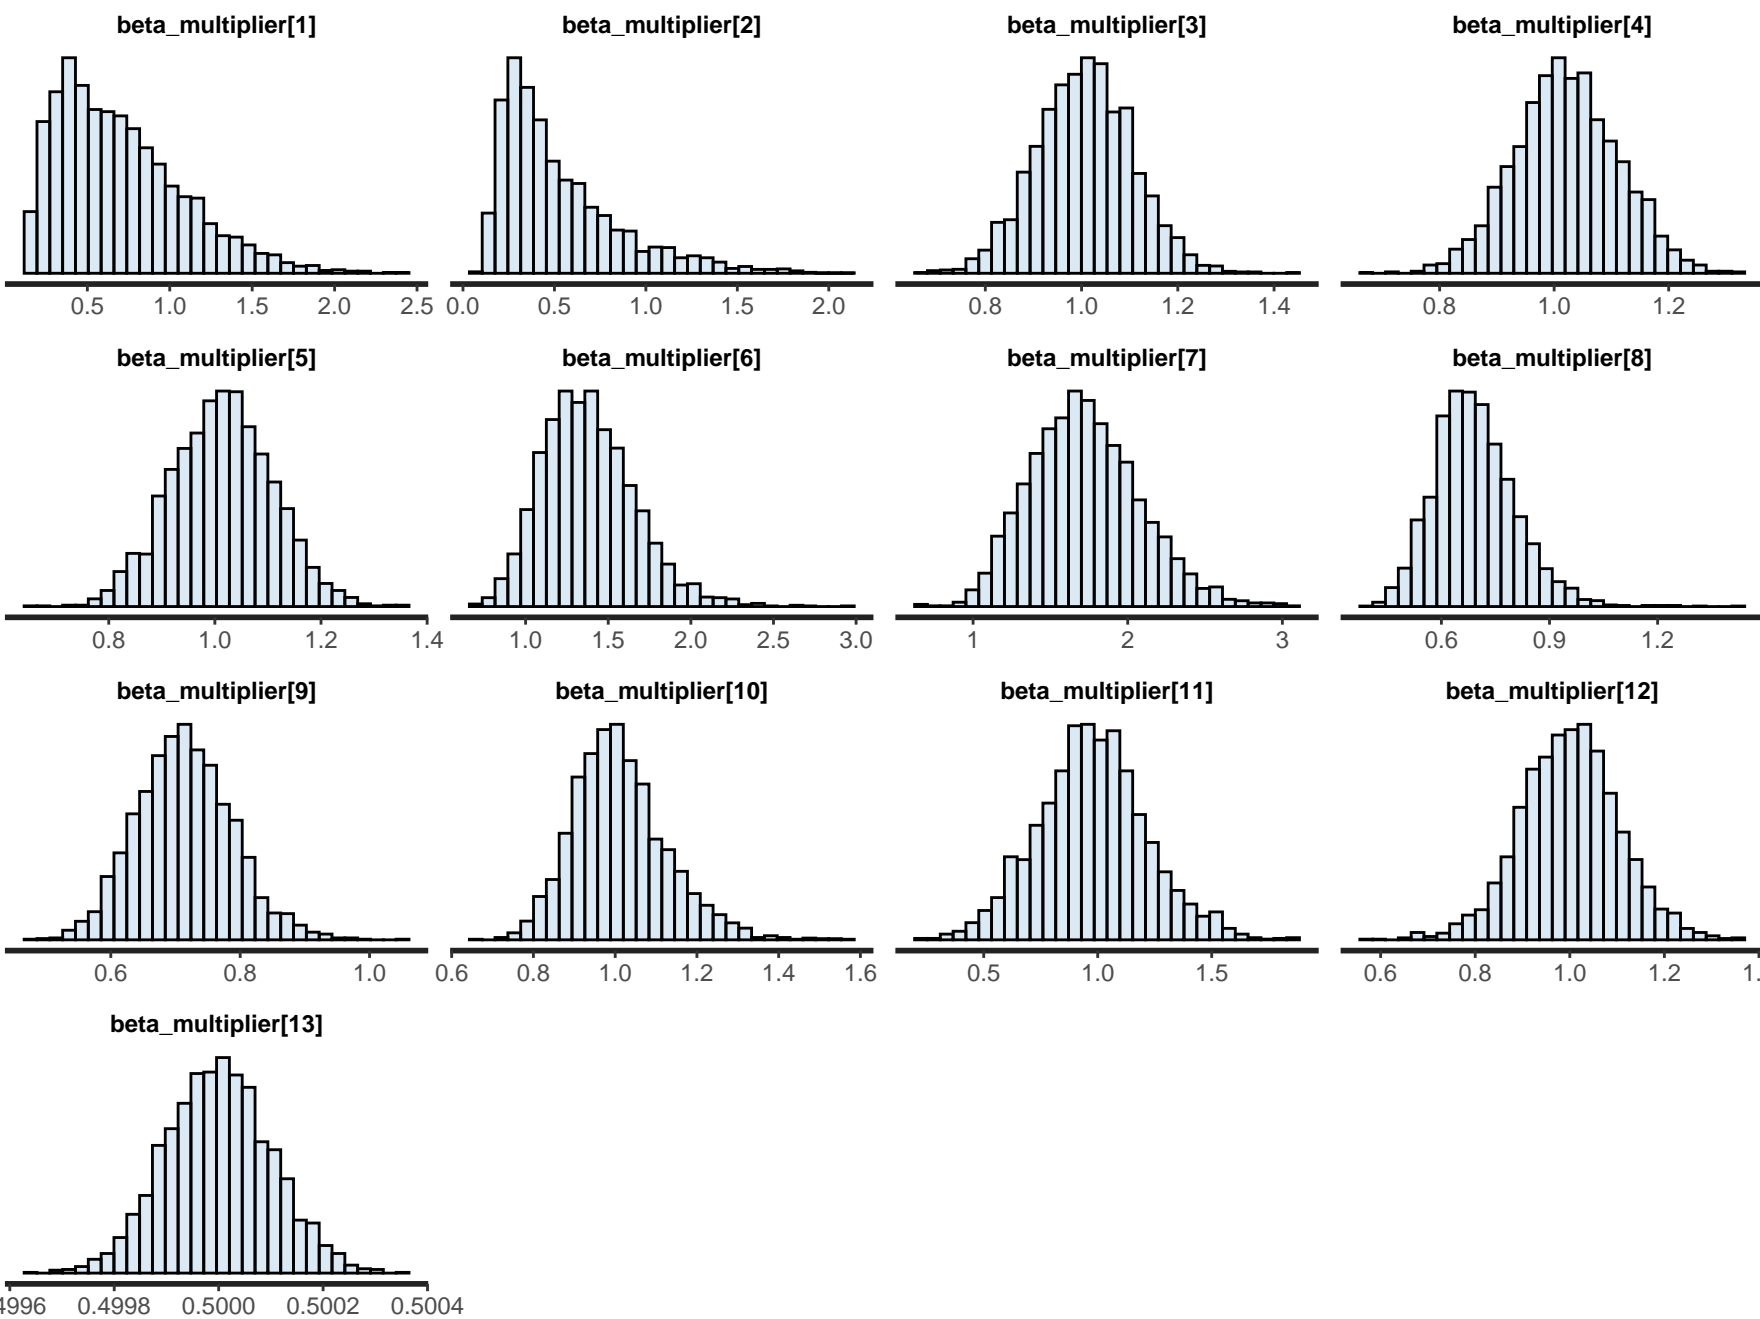 beta_multiplier[1] beta_multiplier[2] beta_multiplier[3] beta_multiplier[4]
0.5 1.0 1.5 2.0 2.5 0.0 0.5 1.0 1.5 2.0 0.8 1.0 1.2 1.4 0.8 1.0 1.2
beta_multiplier[5] beta_multiplier[6] beta_multiplier[7] beta_multiplier[8]
0.8 1.0 1.2 1.4 1.0 1.5 2.0 2.5 3.0 1 2 3 0.6 0.9 1.2
beta_multiplier[9] beta_multiplier[10] beta_multiplier[11] beta_multiplier[12]
0.6 0.8 1.0 0.6 0.8 1.0 1.2 1.4 1.6 0.5 1.0 1.5 0.6 0.8 1.0 1.2 1.
beta_multiplier[13]
4996 0.4998 0.5000 0.5002 0.5004